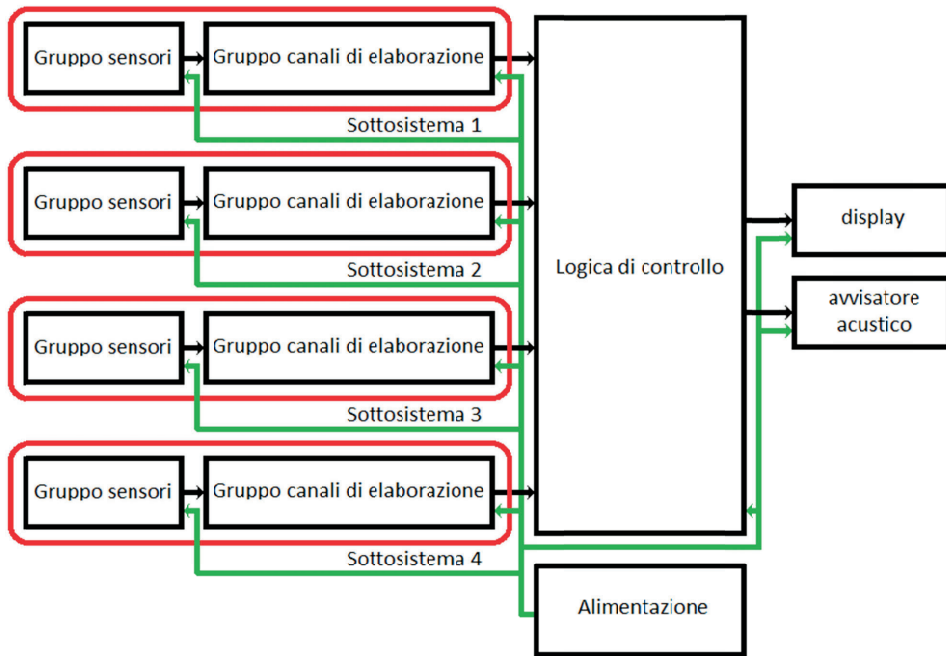 Gruppo sensori
Gruppo canali di elaborazione
Sottosistema 1
Gruppo sensori
Gruppo canali di elaborazione
Sottosistema 2
Gruppo sensori
Gruppo canali di elaborazione
Sottosistema 3
Gruppo sensori
Gruppo canali di elaborazione
Sottosistema 4
Logica di controllo
display
avvisatore
acustico
Alimentazione